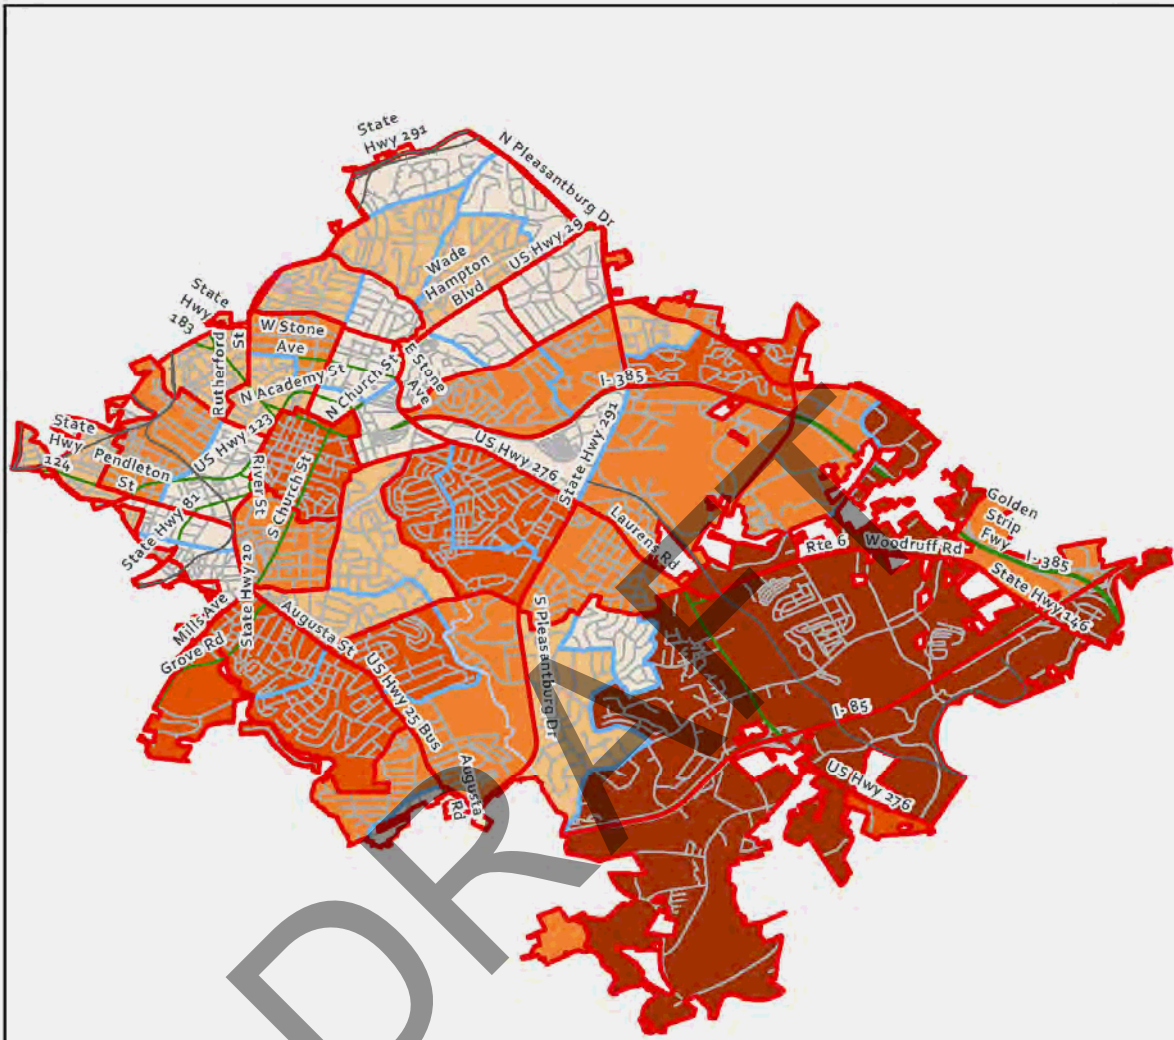 State
Hwy 291
N Pleasantburg Dr
US Hwy 29
Wade
Hampton
Blvd
State
Hwy
183
Rutherford
St
W Stone
Ave
E Stone
Ave
N Academy St
N Church St
I-385
State
Hwy
124
Pendleton
St
US Hwy 123
River St
S Church St
US Hwy 276
State Hwy 291
State Hwy 81
Laurens Rd
Rte 6
Woodruff Rd
Golden
Strip
Fwy
I-385
State Hwy 146
State Hwy 20
Mills Ave
Grove Rd
Augusta St
US Hwy 25 Bus
S Pleasantburg Dr
I-85
US Hwy 276
Augusta
Rd
DRAFT